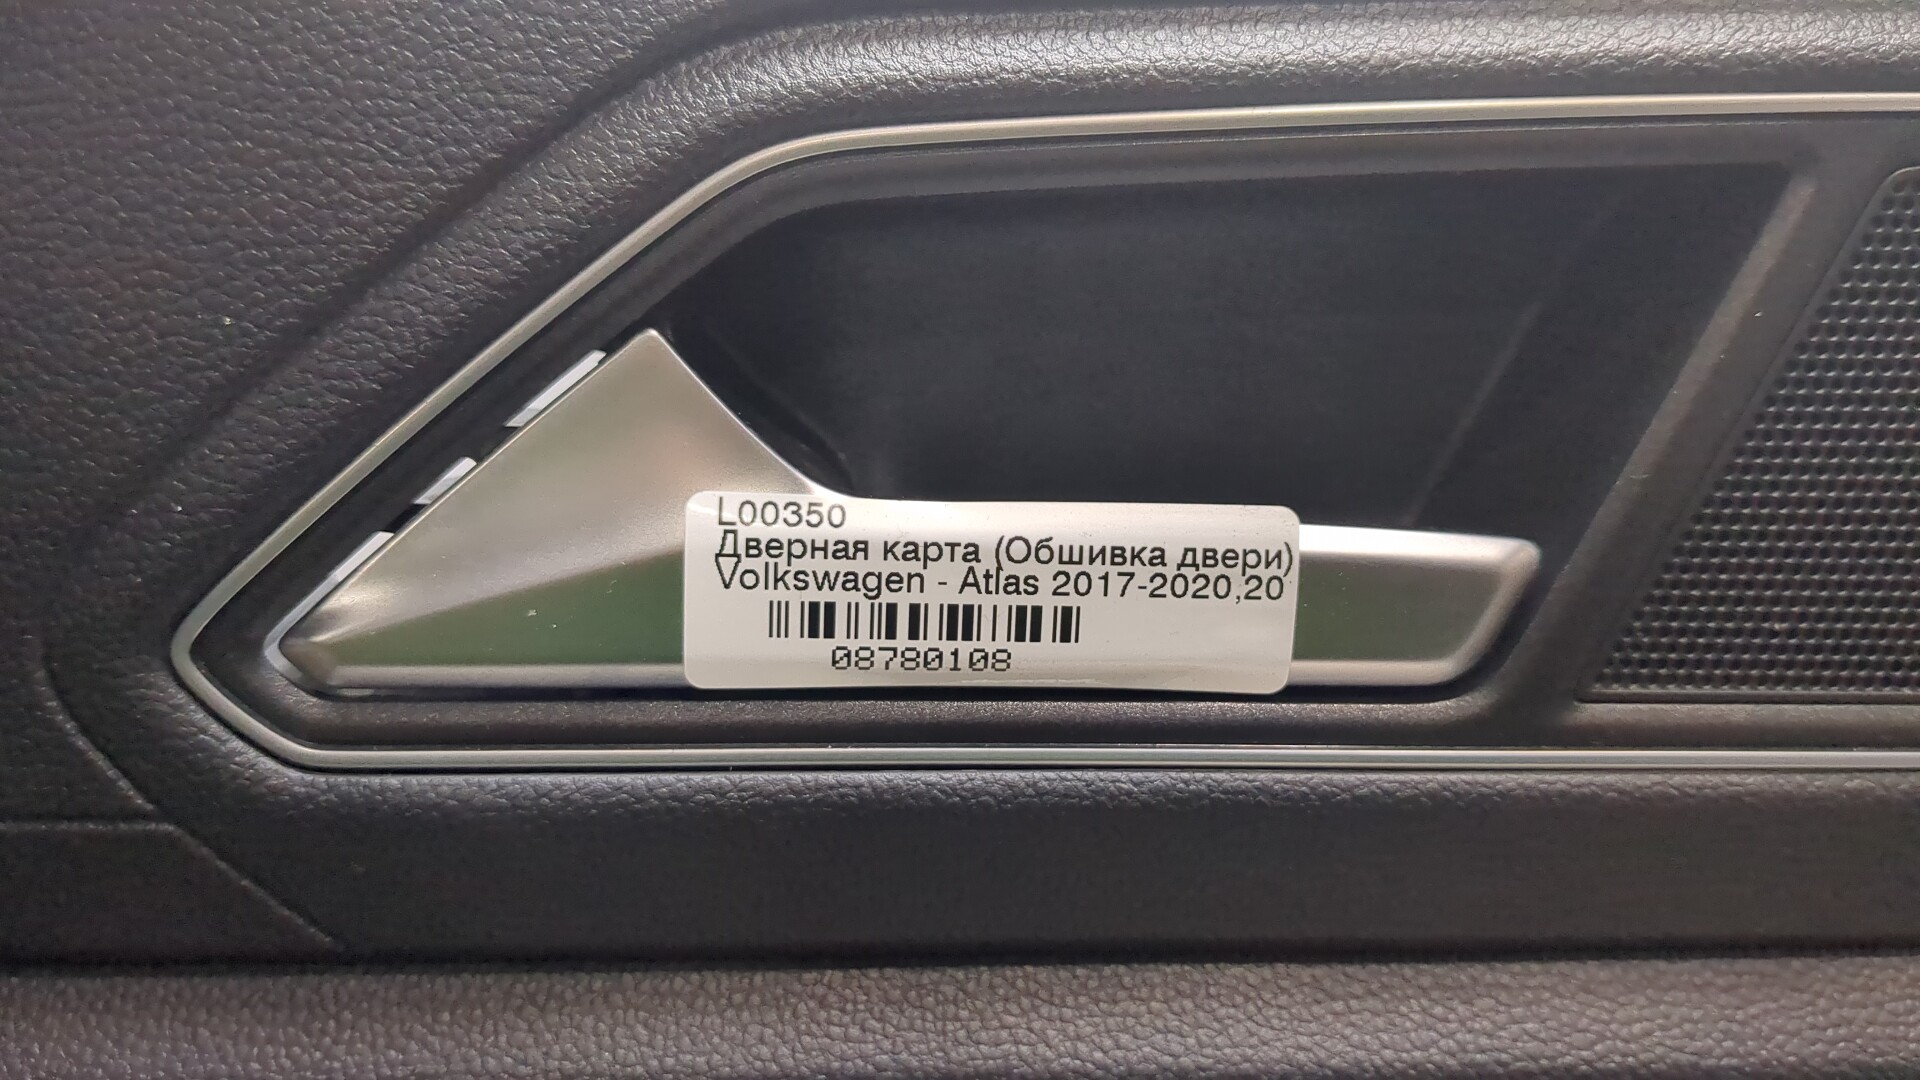 L00350
Дверная карта (Обшивка двери)
Volkswagen - Atlas 2017-2020,20
08780108